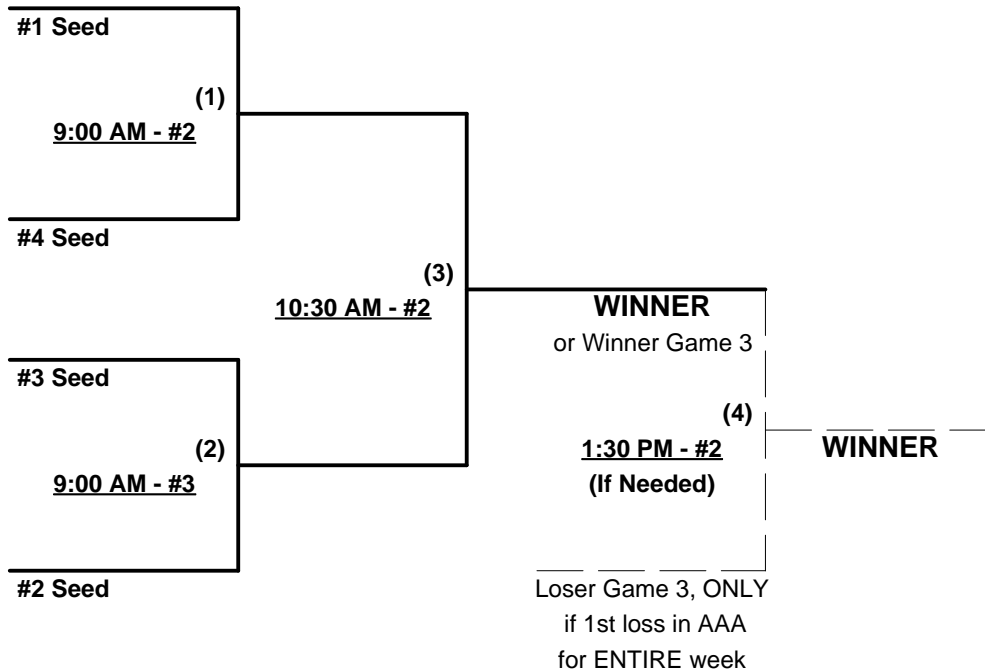 #1 Seed
(1)
9:00 AM - #2
#4 Seed
(3)
10:30 AM - #2
#3 Seed
(2)
9:00 AM - #3
#2 Seed
WINNER
or Winner Game 3
(4)
1:30 PM - #2
(If Needed)
WINNER
Loser Game 3, ONLY
if 1st loss in AAA
for ENTIRE week